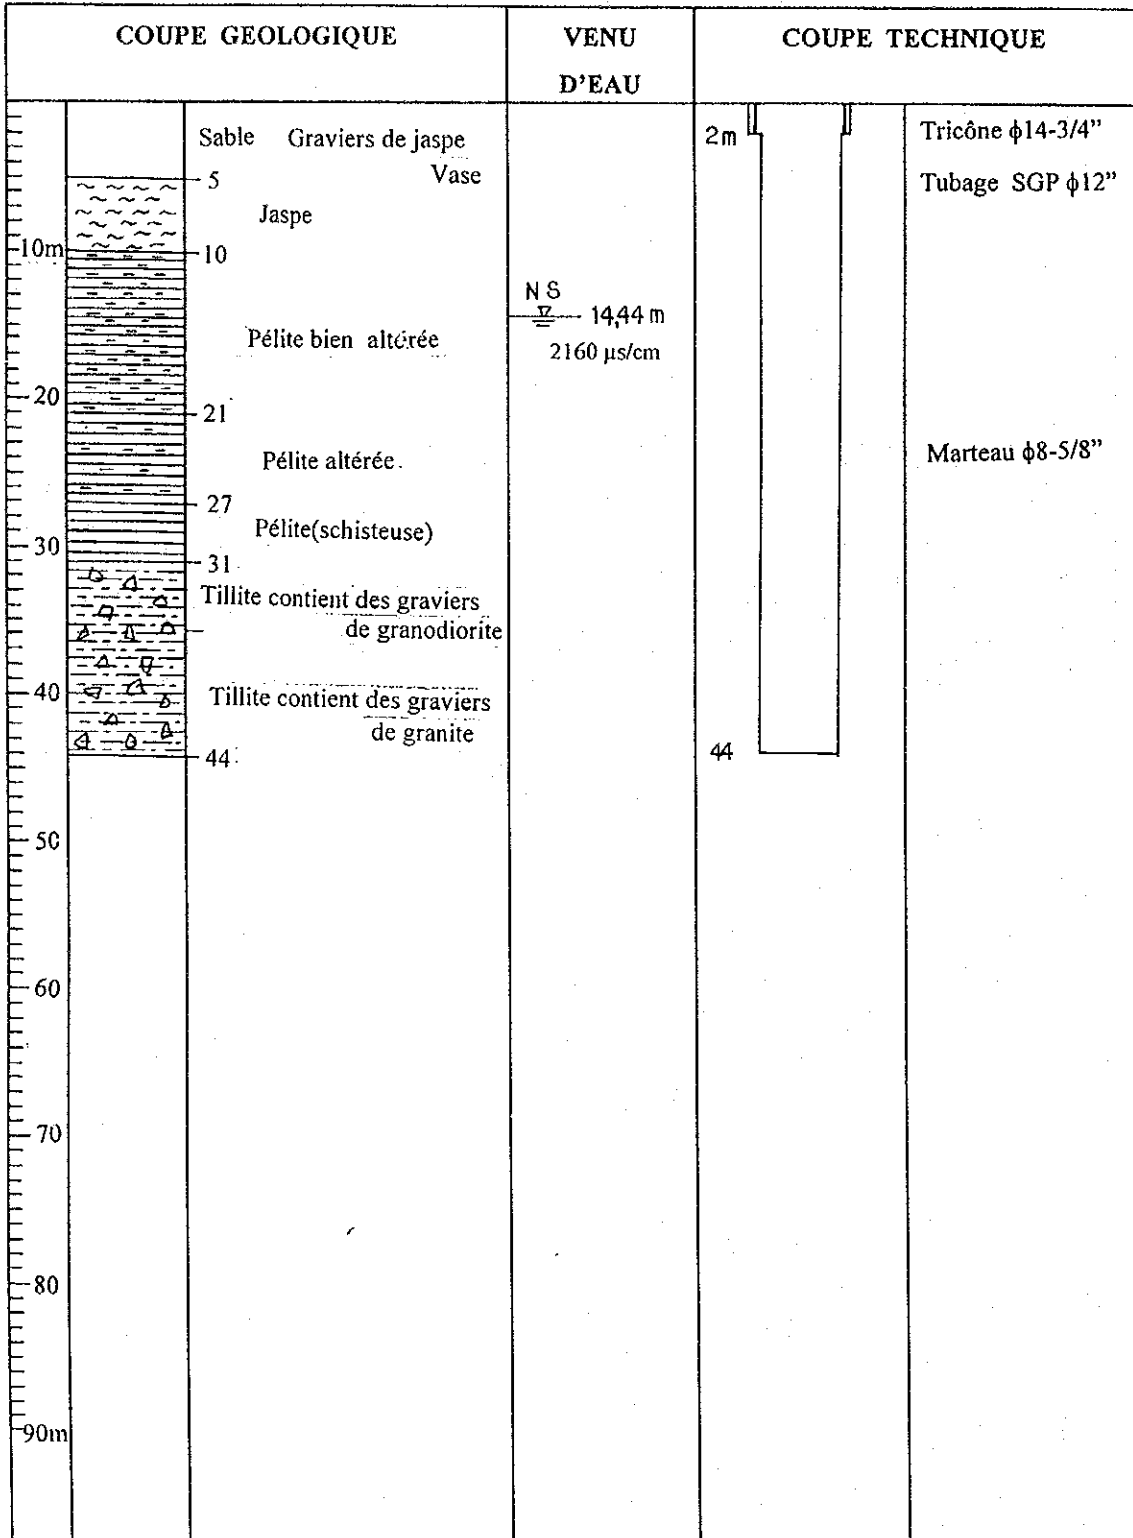 COUPE GEOLOGIQUE
VENU
D'EAU
COUPE TECHNIQUE
Sable Graviers de jaspe
Vase
5
Jaspe
10m
10
Pélite bien altérée
20
21
Pélite altérée.
27
Pélite(schisteuse)
30
31
Tillite contient des graviers
de granodiorite
40
Tillite contient des graviers
de granite
44
50
60
70
80
90m
NS
14,44 m
2160 µs/cm
2m
44
Tricône ϕ14-3/4”
Tubage SGP ϕ12”
Marteau ϕ8-5/8”